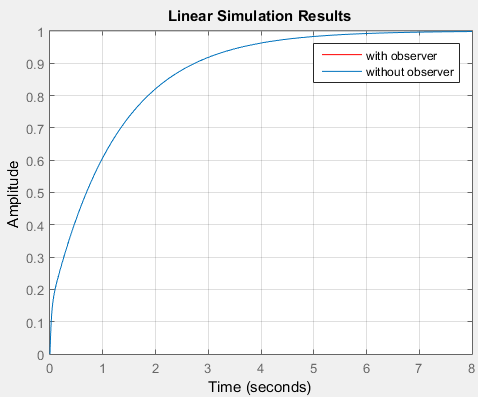 Linear Simulation Results
with observer
without observer
Amplitude
1
0.9
0.8
0.7
0.6
0.5
0.4
0.3
0.2
0.1
0
0 1 2 3 4 5 6 7 8
Time (seconds)